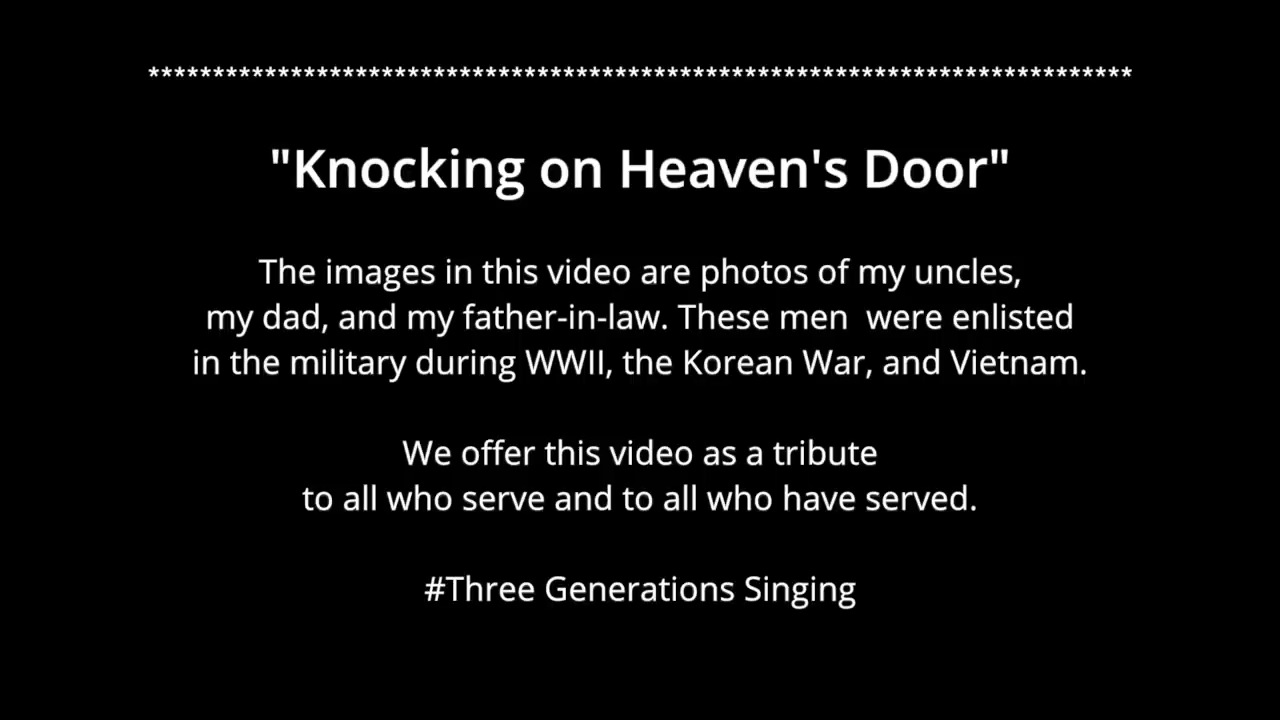 ****************************************************************************
"Knocking on Heaven's Door"
The images in this video are photos of my uncles,
my dad, and my father-in-law. These men  were enlisted
in the military during WWII, the Korean War, and Vietnam.
We offer this video as a tribute
to all who serve and to all who have served.
#Three Generations Singing